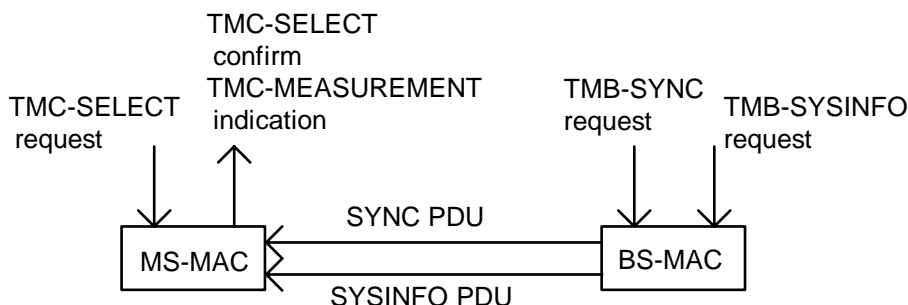 TMC-SELECT
confirm
TMC-MEASUREMENT
indication
TMC-SELECT
request
TMB-SYNC
request
TMB-SYSINFO
request
SYNC PDU
MS-MAC
BS-MAC
SYSINFO PDU